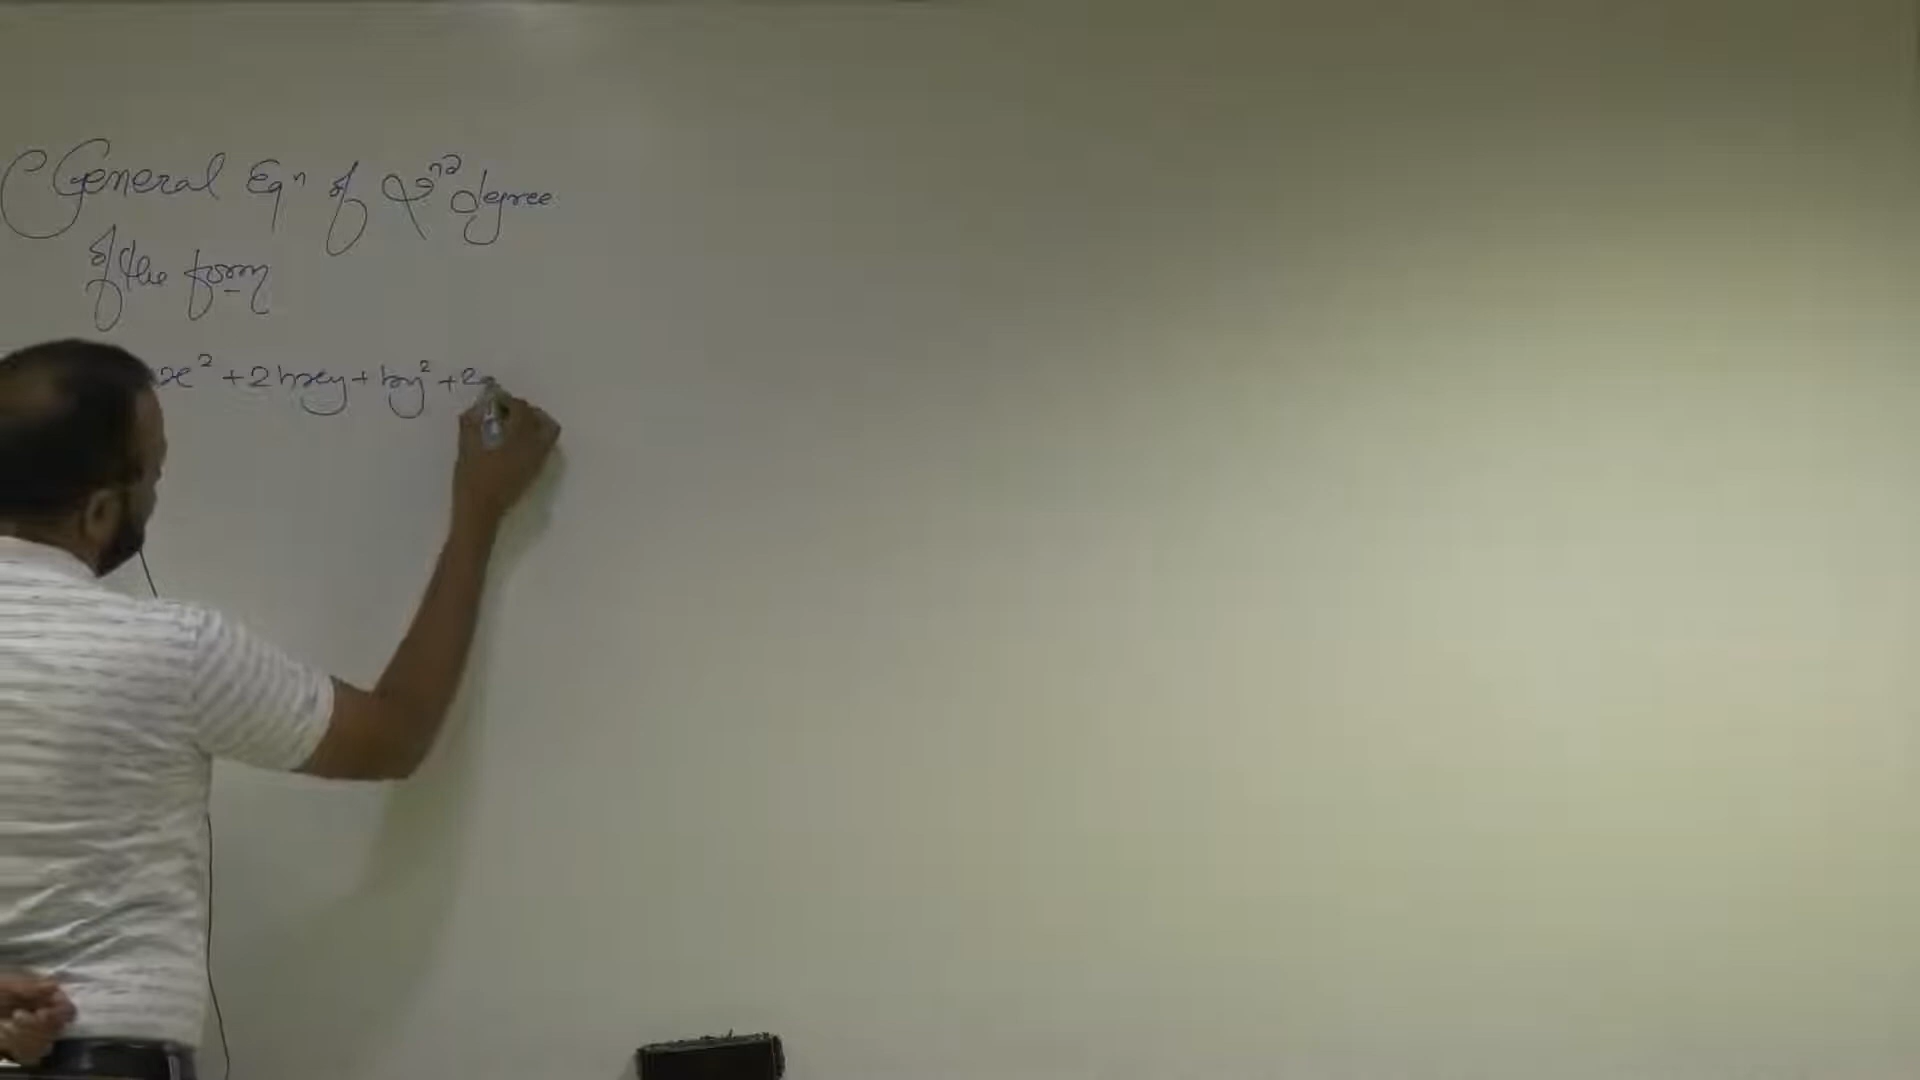 General Eqⁿ of 2ⁿᵈ degree
of the form
x² + 2hxy + by² + 2